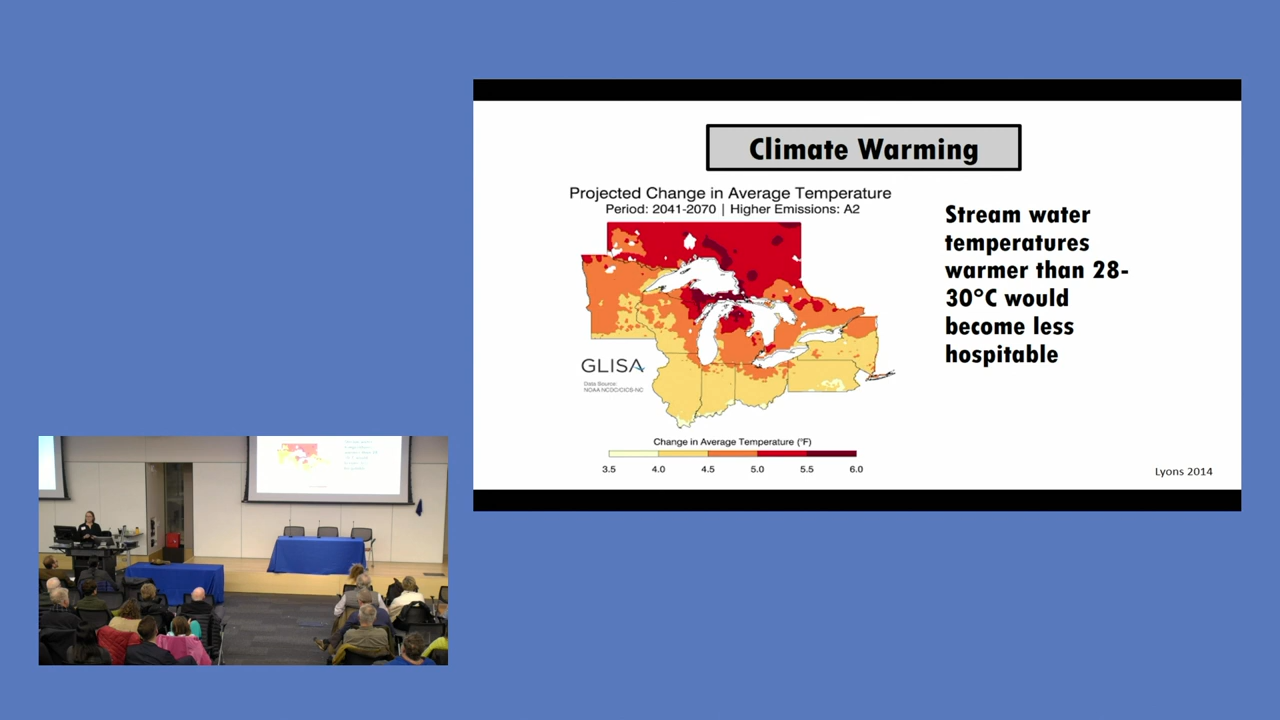 Climate Warming
Projected Change in Average Temperature
Period: 2041-2070 | Higher Emissions: A2
GLISA
Data Source:
NOAA NCDC/CICS-NC
Change in Average Temperature (°F)
3.5 4.0 4.5 5.0 5.5 6.0
Stream water
temperatures
warmer than 28-
30°C would
become less
hospitable
Lyons 2014